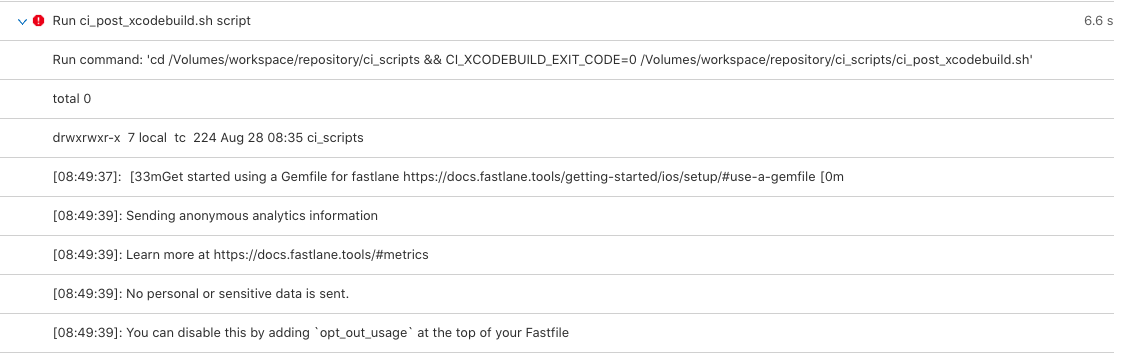 Run ci_post_xcodebuild.sh script 6.6 s
Run command: 'cd /Volumes/workspace/repository/ci_scripts && CI_XCODEBUILD_EXIT_CODE=0 /Volumes/workspace/repository/ci_scripts/ci_post_xcodebuild.sh'
total 0
drwxrwxr-x 7 local tc 224 Aug 28 08:35 ci_scripts
[08:49:37]: [33mGet started using a Gemfile for fastlane https://docs.fastlane.tools/getting-started/ios/setup/#use-a-gemfile [0m
[08:49:39]: Sending anonymous analytics information
[08:49:39]: Learn more at https://docs.fastlane.tools/#metrics
[08:49:39]: No personal or sensitive data is sent.
[08:49:39]: You can disable this by adding `opt_out_usage` at the top of your Fastfile